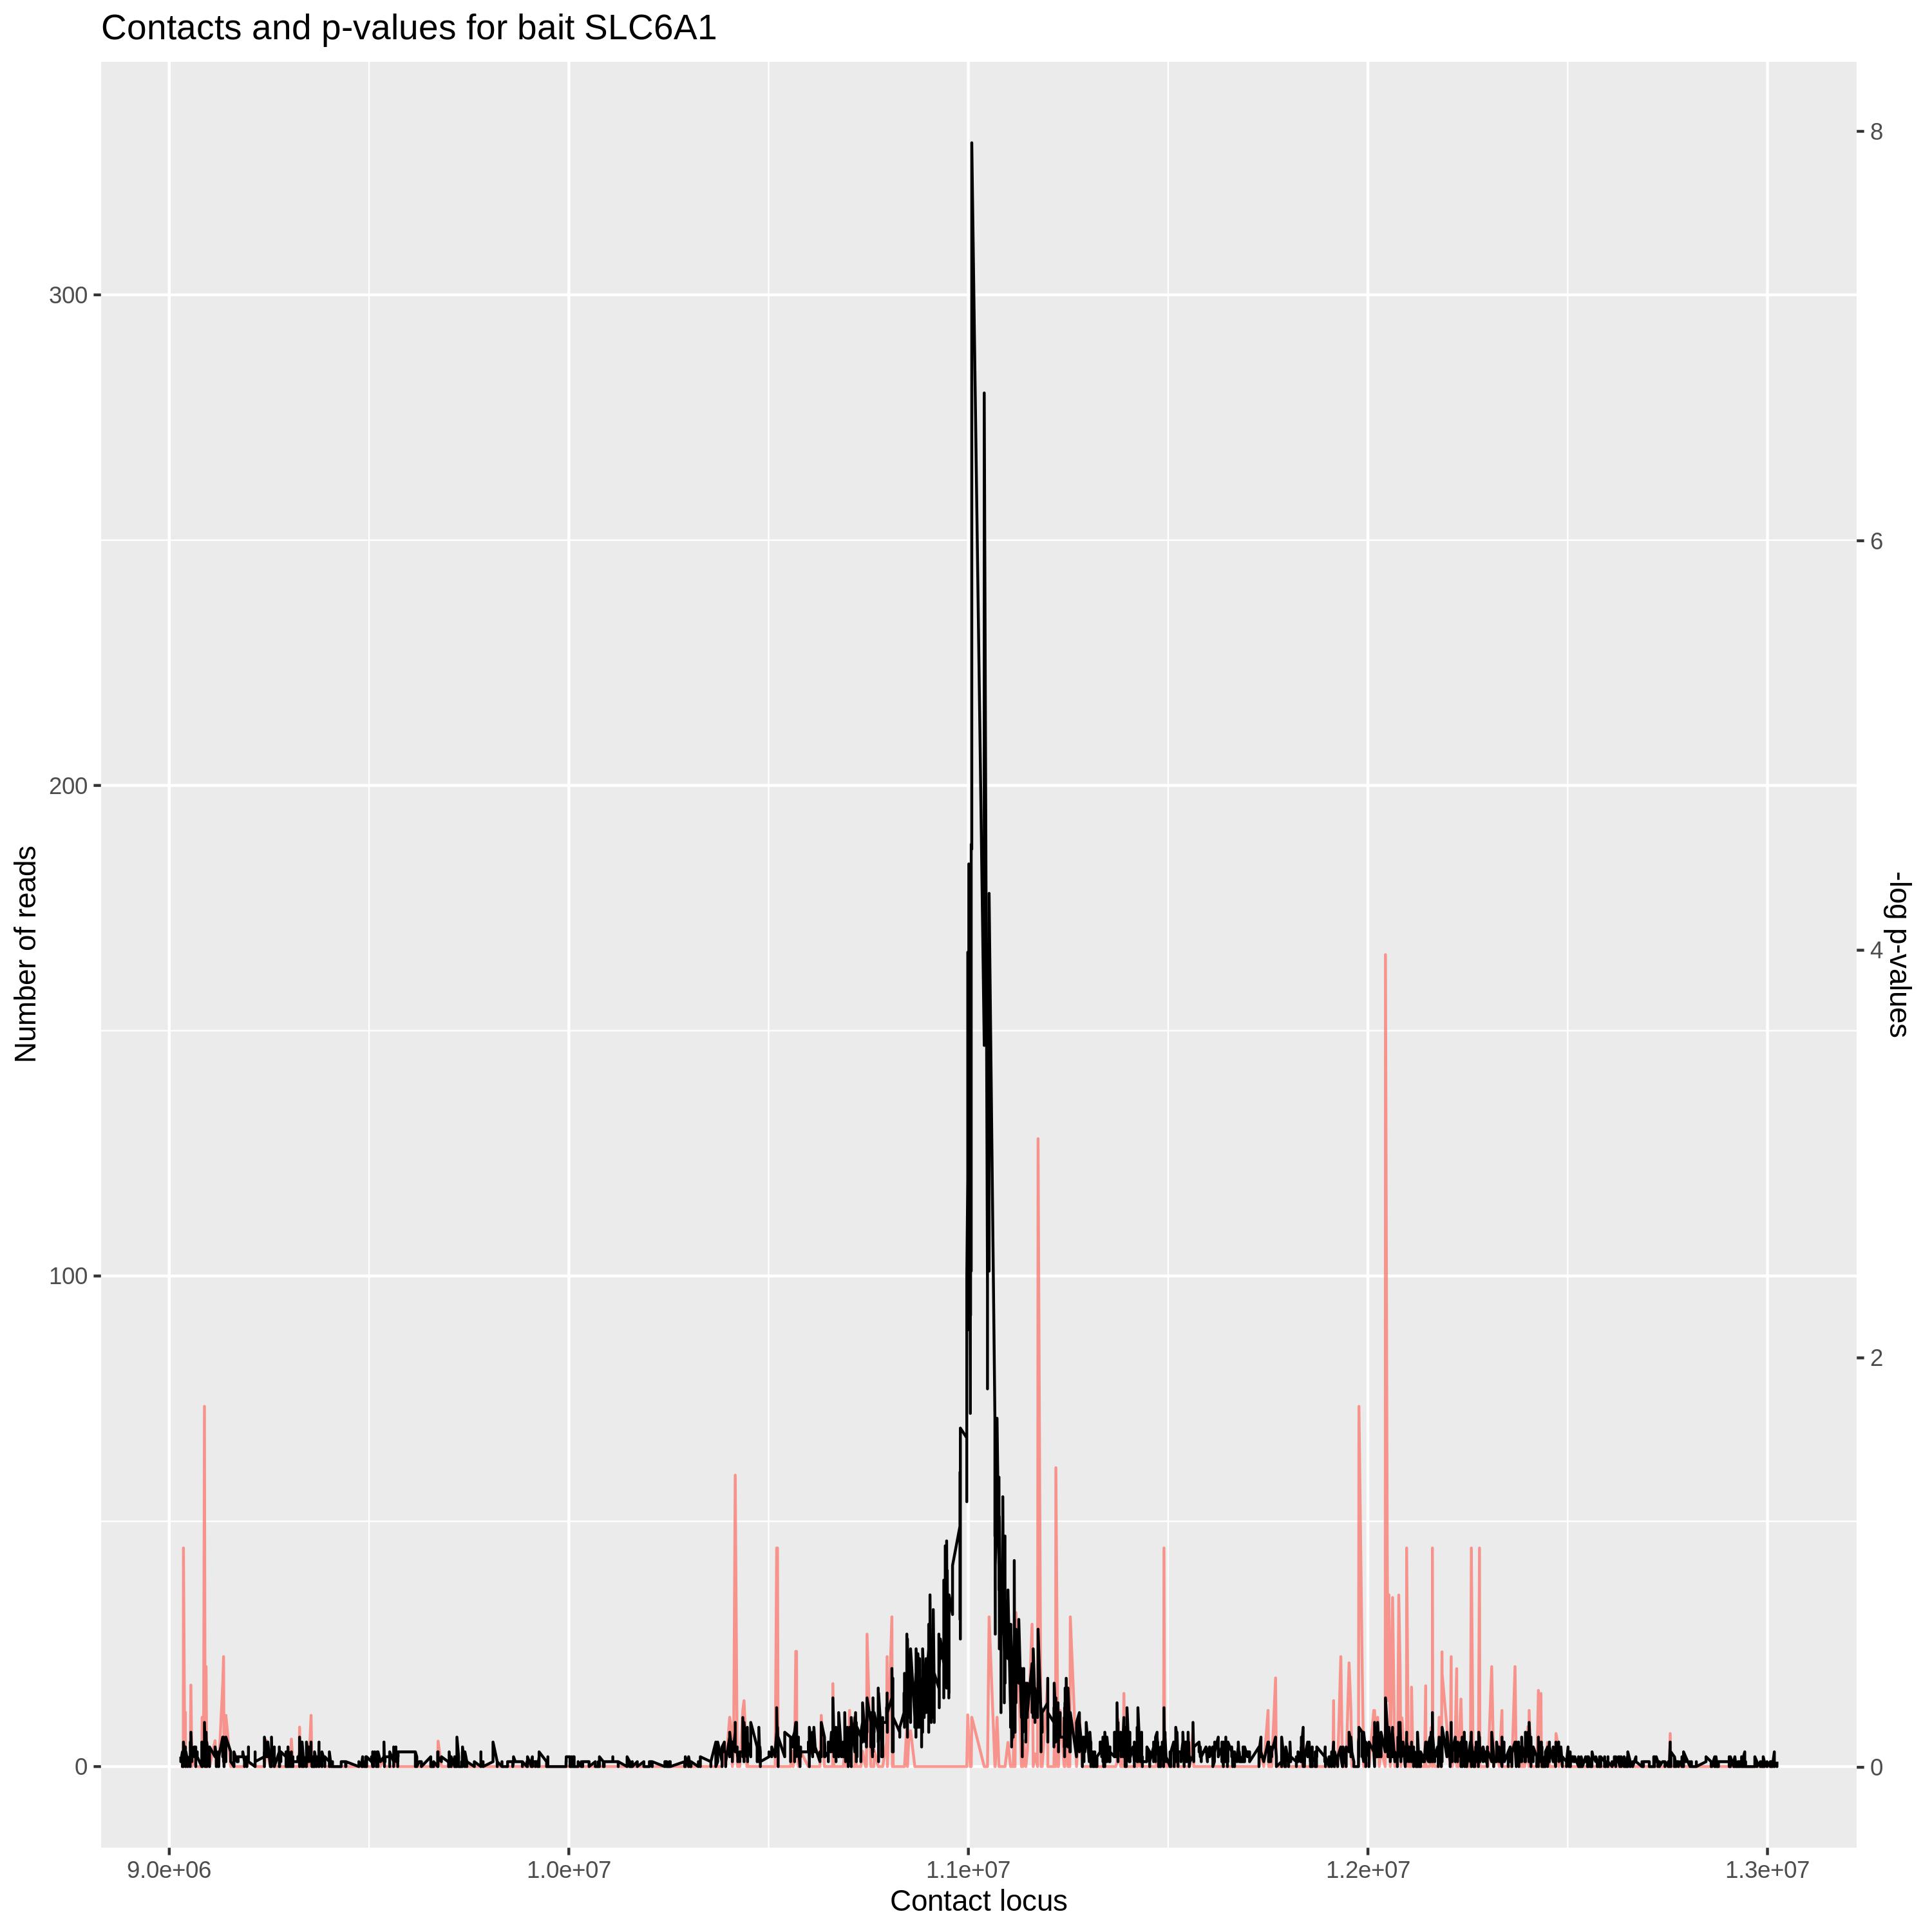 Contacts and p-values for bait SLC6A1
Number of reads
300
200
100
0
8
6
4
2
0
-log p-values
9.0e+06
1.0e+07
1.1e+07
1.2e+07
1.3e+07
Contact locus